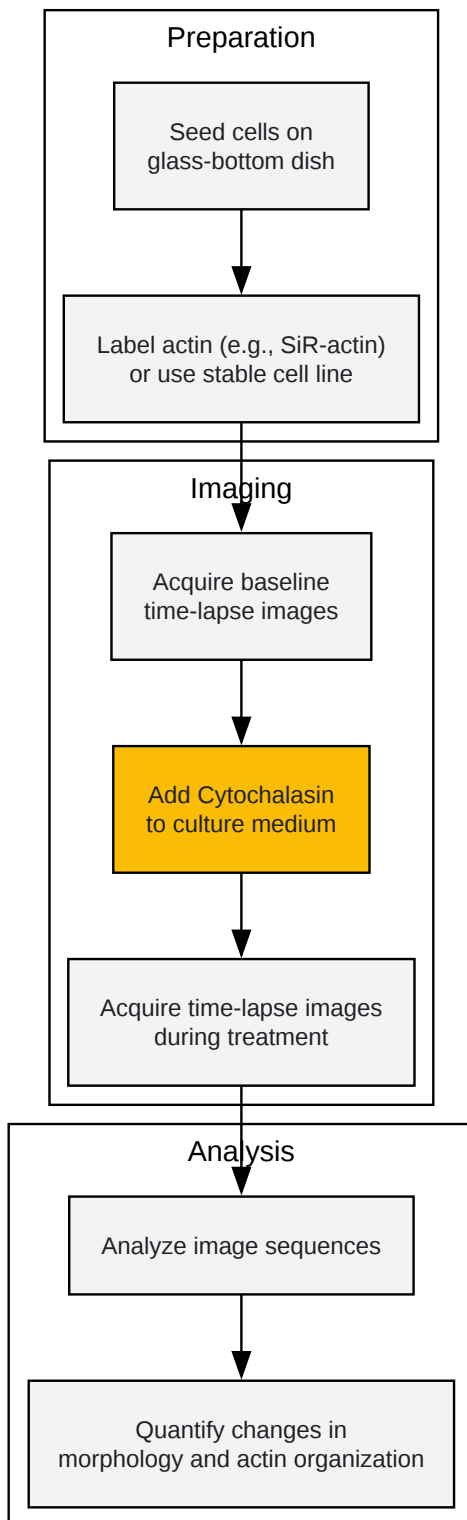 Preparation
Seed cells on
glass-bottom dish
Label actin (e.g., SiR-actin)
or use stable cell line
Imaging
Acquire baseline
time-lapse images
Add Cytochalasin
to culture medium
Acquire time-lapse images
during treatment
Analysis
Analyze image sequences
Quantify changes in
morphology and actin organization